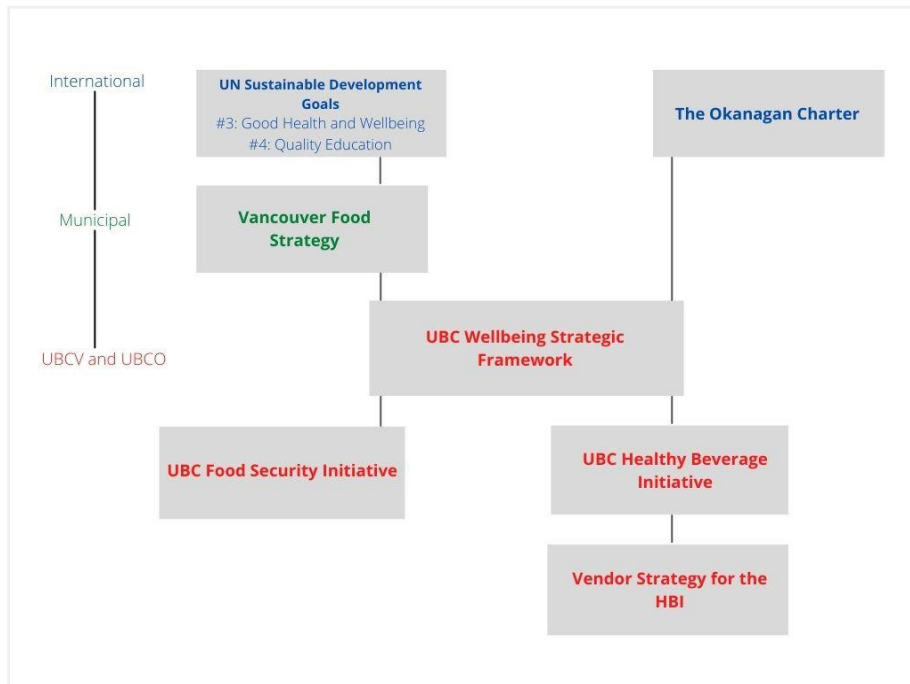 International
UN Sustainable Development
Goals
#3: Good Health and Wellbeing
#4: Quality Education
The Okanagan Charter
Municipal
Vancouver Food
Strategy
UBC Wellbeing Strategic
Framework
UBCV and UBCO
UBC Food Security Initiative
UBC Healthy Beverage
Initiative
Vendor Strategy for the
HBI